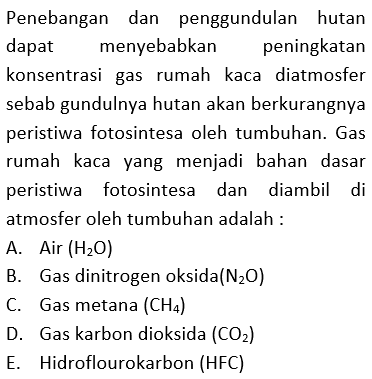 Penebangan dan penggundulan hutan
dapat menyebabkan peningkatan
konsentrasi gas rumah kaca diatmosfer
sebab gundulnya hutan akan berkurangnya
peristiwa fotosintesa oleh tumbuhan. Gas
rumah kaca yang menjadi bahan dasar
peristiwa fotosintesa dan diambil di
atmosfer oleh tumbuhan adalah :
A. Air (H₂O)
B. Gas dinitrogen oksida(N₂O)
C. Gas metana (CH₄)
D. Gas karbon dioksida (CO₂)
E. Hidroflourokarbon (HFC)